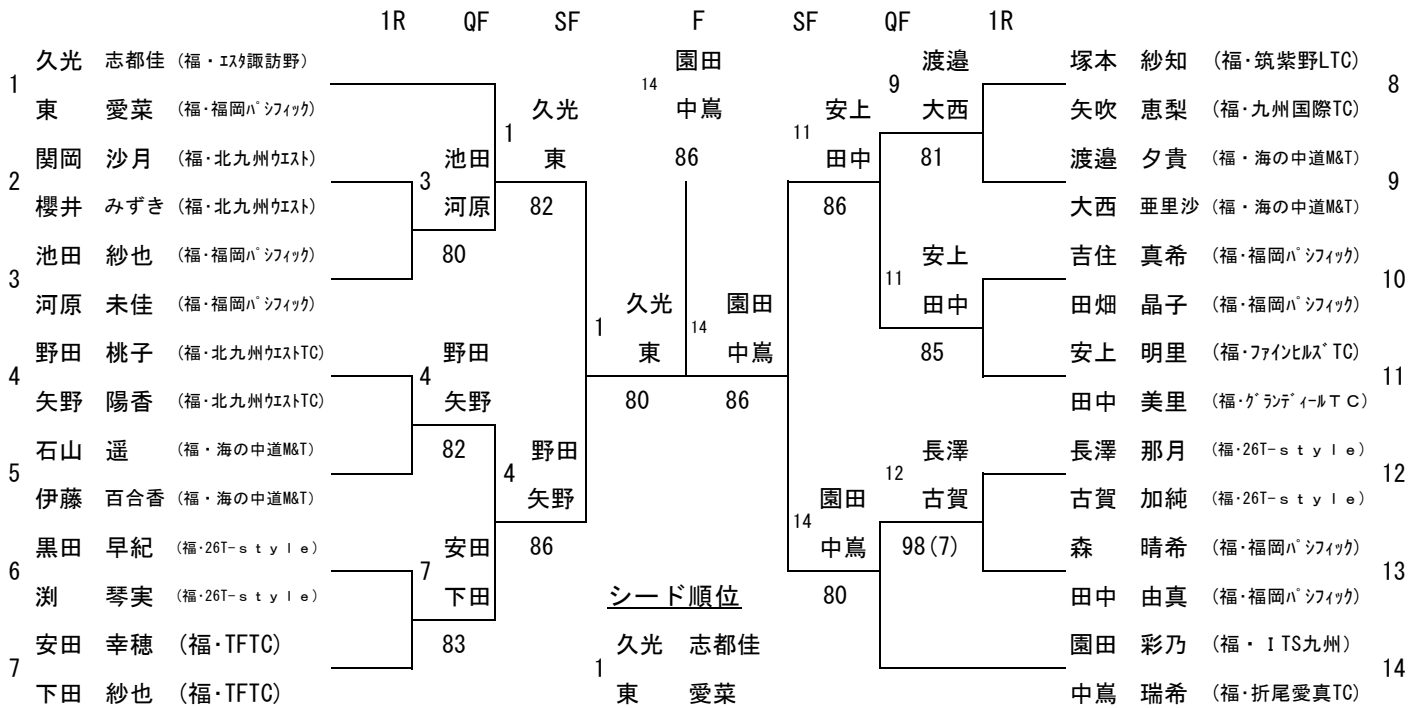 1R QF SF F SF QF 1R
1 久光 志都佳 (福・ｴｽﾀ諏訪野)
東 愛菜 (福・福岡ﾊﾟｼﾌｨｯｸ)
2 関岡 沙月 (福・北九州ｳｴｽﾄ)
櫻井 みずき (福・北九州ｳｴｽﾄ)
3 池田 紗也 (福・福岡ﾊﾟｼﾌｨｯｸ)
河原 未佳 (福・福岡ﾊﾟｼﾌｨｯｸ)
4 野田 桃子 (福・北九州ｳｴｽﾄTC)
矢野 陽香 (福・北九州ｳｴｽﾄTC)
5 石山 遥 (福・海の中道M&T)
伊藤 百合香 (福・海の中道M&T)
6 黒田 早紀 (福・26T-ｓｔｙｌｅ)
渕 琴実 (福・26T-ｓｔｙｌｅ)
7 安田 幸穂 (福・TFTC)
下田 紗也 (福・TFTC)
3 池田
河原
80
4 野田
矢野
82
7 安田
下田
83
1 久光
東
82
4 野田
矢野
86
1 久光
東
80
14 園田
中嶌
86
14 園田
中嶌
86
11 安上
田中
86
14 園田
中嶌
80
9 渡邉
大西
81
11 安上
田中
85
12 長澤
古賀
98(7)
塚本 紗知 (福・筑紫野LTC) 8
矢吹 恵梨 (福・九州国際TC)
渡邉 夕貴 (福・海の中道M&T) 9
大西 亜里沙 (福・海の中道M&T)
吉住 真希 (福・福岡ﾊﾟｼﾌｨｯｸ) 10
田畑 晶子 (福・福岡ﾊﾟｼﾌｨｯｸ)
安上 明里 (福・ﾌｧｲﾝﾋﾙｽﾞTC) 11
田中 美里 (福・ｸﾞﾗﾝﾃﾞｨｰﾙＴＣ)
長澤 那月 (福・26T-ｓｔｙｌｅ) 12
古賀 加純 (福・26T-ｓｔｙｌｅ)
森 晴希 (福・福岡ﾊﾟｼﾌｨｯｸ) 13
田中 由真 (福・福岡ﾊﾟｼﾌｨｯｸ)
園田 彩乃 (福・ＩTS九州) 14
中嶌 瑞希 (福・折尾愛真TC)
シード順位
1 久光 志都佳
東 愛菜